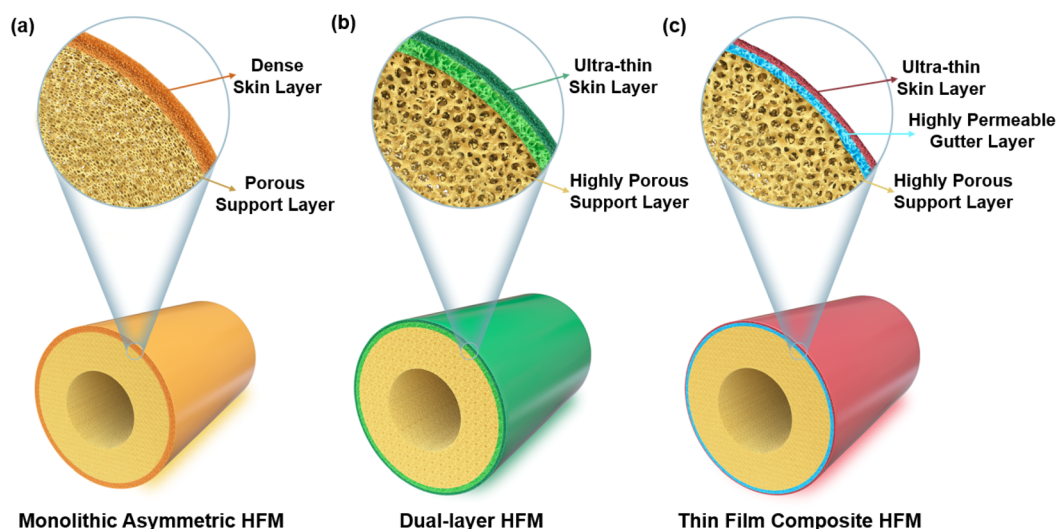 (a)
Dense
Skin Layer
Porous
Support Layer
Monolithic Asymmetric HFM
(b)
Ultra-thin
Skin Layer
Highly Porous
Support Layer
Dual-layer HFM
(c)
Ultra-thin
Skin Layer
Highly Permeable
Gutter Layer
Highly Porous
Support Layer
Thin Film Composite HFM